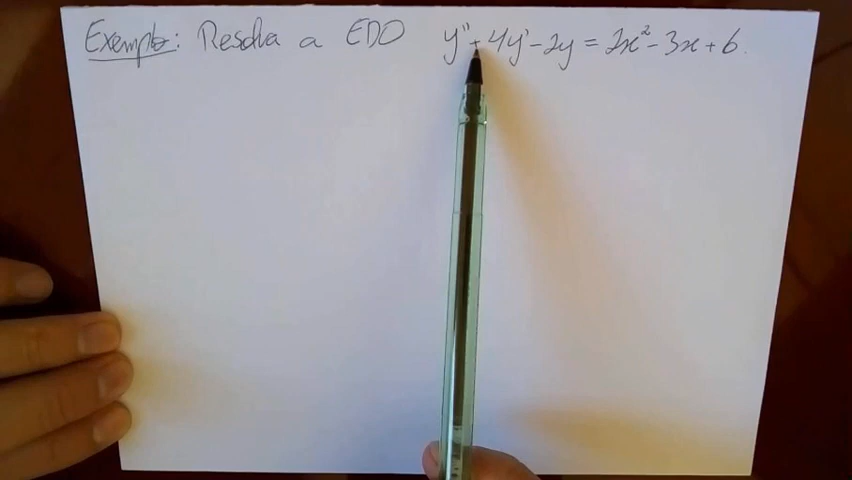 Exemplo: Resolva a EDO y'' + 4y' - 2y = 2x² - 3x + 6.